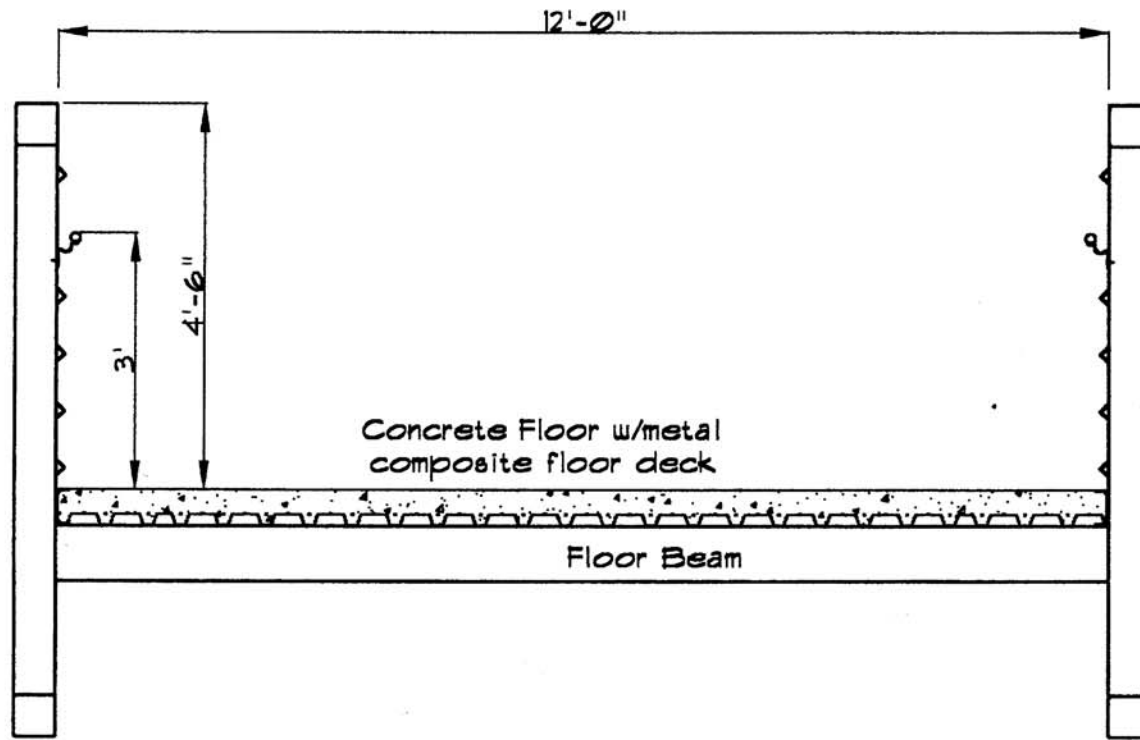 12'-0"
4'-6"
3'
Concrete Floor w/metal
composite floor deck
Floor Beam